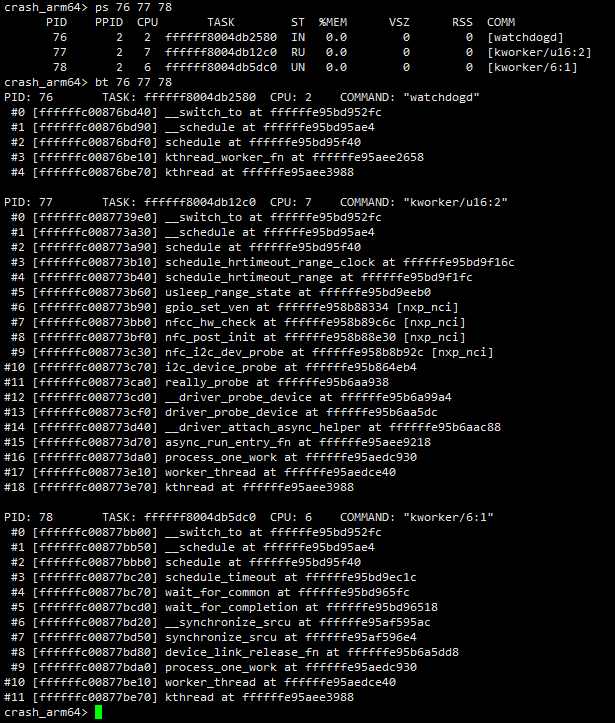 crash_arm64> ps 76 77 78
      PID    PPID  CPU       TASK        ST  %MEM      VSZ      RSS  COMM
       76       2   2  ffffff8004db2580  IN   0.0        0        0  [watchdogd]
       77       2   7  ffffff8004db12c0  RU   0.0        0        0  [kworker/u16:2]
       78       2   6  ffffff8004db5dc0  UN   0.0        0        0  [kworker/6:1]
crash_arm64> bt 76 77 78
PID: 76       TASK: ffffff8004db2580  CPU: 2    COMMAND: "watchdogd"
 #0 [ffffffc00876bd40] __switch_to at ffffffe95bd952fc
 #1 [ffffffc00876bd90] __schedule at ffffffe95bd95ae4
 #2 [ffffffc00876bdf0] schedule at ffffffe95bd95f40
 #3 [ffffffc00876be10] kthread_worker_fn at ffffffe95aee2658
 #4 [ffffffc00876be70] kthread at ffffffe95aee3988

PID: 77       TASK: ffffff8004db12c0  CPU: 7    COMMAND: "kworker/u16:2"
 #0 [ffffffc0087739e0] __switch_to at ffffffe95bd952fc
 #1 [ffffffc008773a30] __schedule at ffffffe95bd95ae4
 #2 [ffffffc008773a90] schedule at ffffffe95bd95f40
 #3 [ffffffc008773b10] schedule_hrtimeout_range_clock at ffffffe95bd9f16c
 #4 [ffffffc008773b40] schedule_hrtimeout_range at ffffffe95bd9f1fc
 #5 [ffffffc008773b60] usleep_range_state at ffffffe95bd9eeb0
 #6 [ffffffc008773b90] gpio_set_ven at ffffffe958b88334 [nxp_nci]
 #7 [ffffffc008773bb0] nfcc_hw_check at ffffffe958b89c6c [nxp_nci]
 #8 [ffffffc008773bf0] nfc_post_init at ffffffe958b88e30 [nxp_nci]
 #9 [ffffffc008773c30] nfc_i2c_dev_probe at ffffffe958b8b92c [nxp_nci]
#10 [ffffffc008773c70] i2c_device_probe at ffffffe95b864eb4
#11 [ffffffc008773ca0] really_probe at ffffffe95b6aa938
#12 [ffffffc008773cd0] __driver_probe_device at ffffffe95b6a99a4
#13 [ffffffc008773cf0] driver_probe_device at ffffffe95b6aa5dc
#14 [ffffffc008773d40] __driver_attach_async_helper at ffffffe95b6aac88
#15 [ffffffc008773d70] async_run_entry_fn at ffffffe95aee9218
#16 [ffffffc008773da0] process_one_work at ffffffe95aedc930
#17 [ffffffc008773e10] worker_thread at ffffffe95aedce40
#18 [ffffffc008773e70] kthread at ffffffe95aee3988

PID: 78       TASK: ffffff8004db5dc0  CPU: 6    COMMAND: "kworker/6:1"
 #0 [ffffffc00877bb00] __switch_to at ffffffe95bd952fc
 #1 [ffffffc00877bb50] __schedule at ffffffe95bd95ae4
 #2 [ffffffc00877bbb0] schedule at ffffffe95bd95f40
 #3 [ffffffc00877bc20] schedule_timeout at ffffffe95bd9ec1c
 #4 [ffffffc00877bc70] wait_for_common at ffffffe95bd965fc
 #5 [ffffffc00877bcd0] wait_for_completion at ffffffe95bd96518
 #6 [ffffffc00877bd20] __synchronize_srcu at ffffffe95af595ac
 #7 [ffffffc00877bd50] synchronize_srcu at ffffffe95af596e4
 #8 [ffffffc00877bd80] device_link_release_fn at ffffffe95b6a5dd8
 #9 [ffffffc00877bda0] process_one_work at ffffffe95aedc930
#10 [ffffffc00877be10] worker_thread at ffffffe95aedce40
#11 [ffffffc00877be70] kthread at ffffffe95aee3988
crash_arm64>